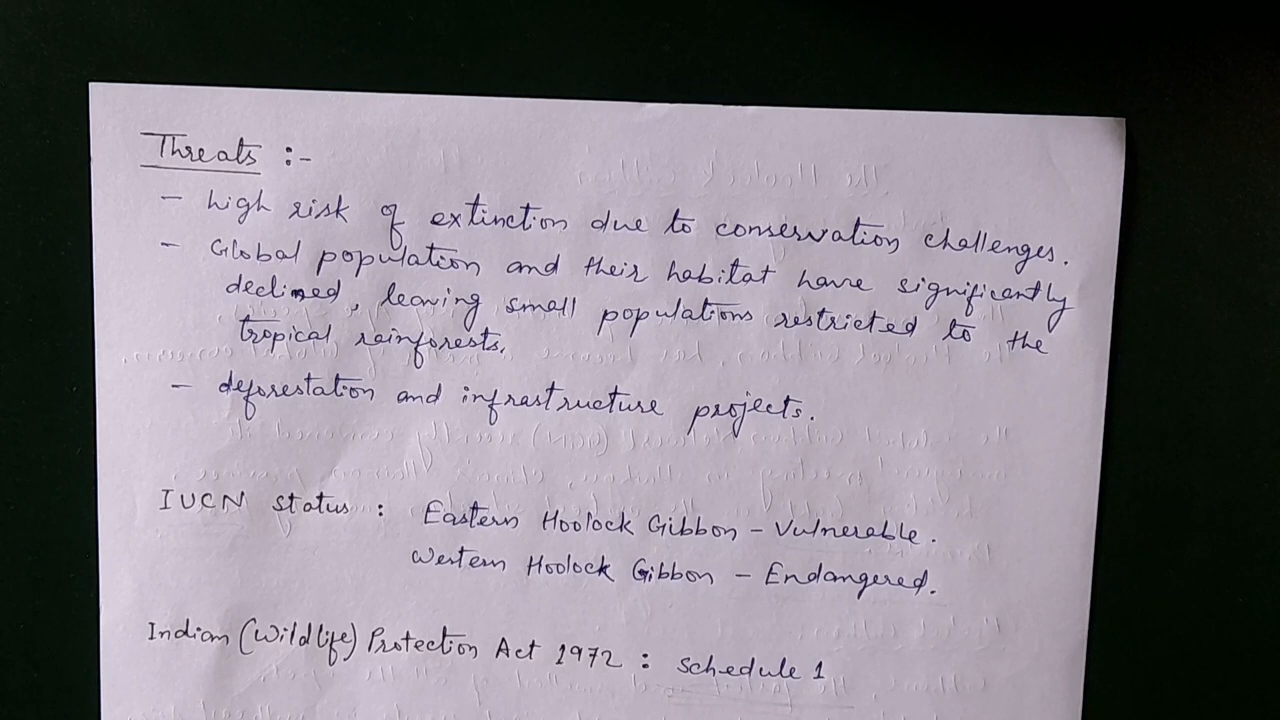 Threats :-
- high risk of extinction due to conservation challenges.
- Global population and their habitat have significantly
declined, leaving small populations restricted to the
tropical rainforests.
- deforestation and infrastructure projects.
IUCN status : Eastern Hoolock Gibbon - Vulnerable.
Western Hoolock Gibbon - Endangered.
Indian (Wildlife) Protection Act 1972 : Schedule 1